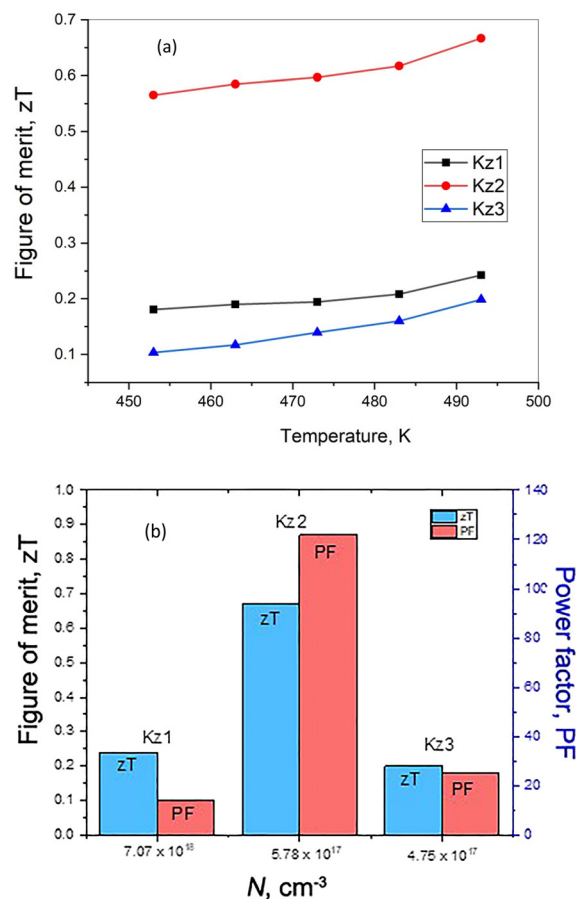 (a)
Figure of merit, zT
0.7
0.6
0.5
0.4
0.3
0.2
0.1
Kz1
Kz2
Kz3
450 460 470 480 490 500
Temperature, K
(b)
Figure of merit, zT
1.0
0.9
0.8
0.7
0.6
0.5
0.4
0.3
0.2
0.1
0.0
zT
PF
Kz1
zT
PF
Kz2
zT
PF
Kz3
zT
PF
140
120
100
80
60
40
20
0
Power factor, PF
7.07 x 10¹⁸ 5.78 x 10¹⁷ 4.75 x 10¹⁷
N, cm⁻³